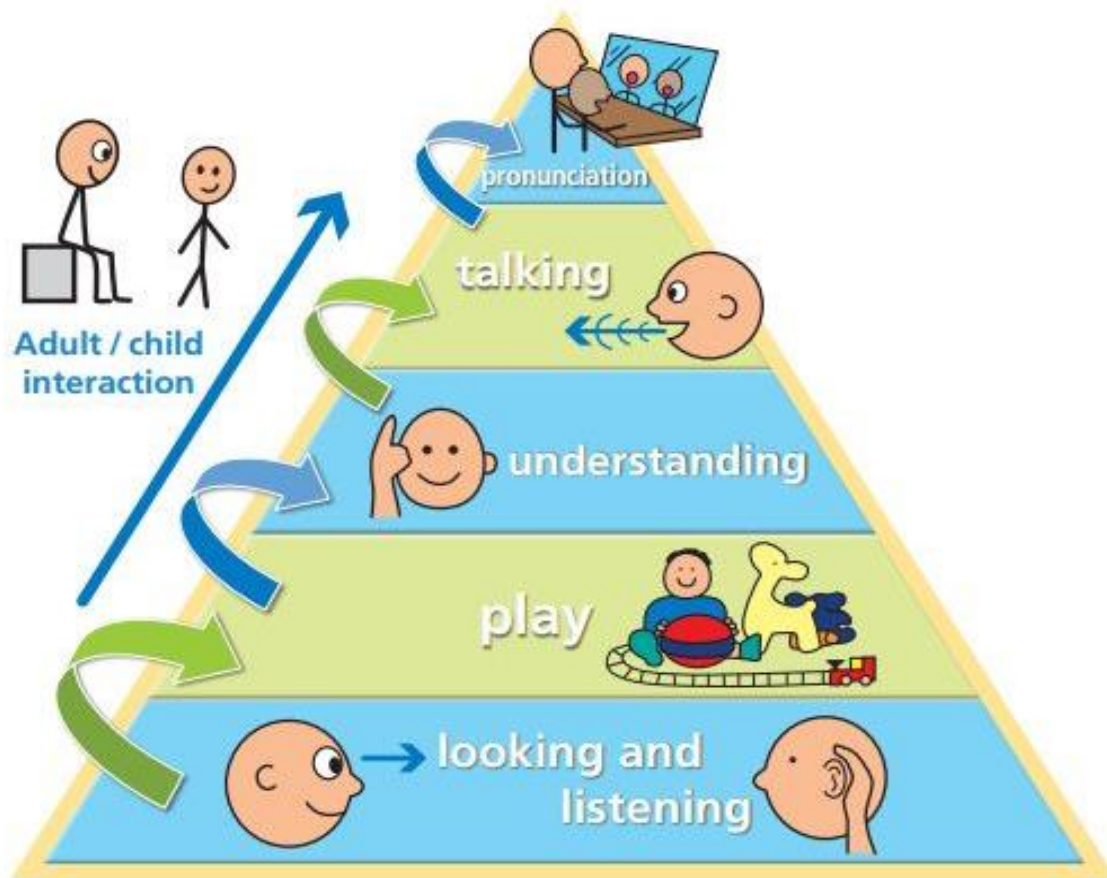 pronunciation
talking
Adult / child
interaction
understanding
play
looking and
listening